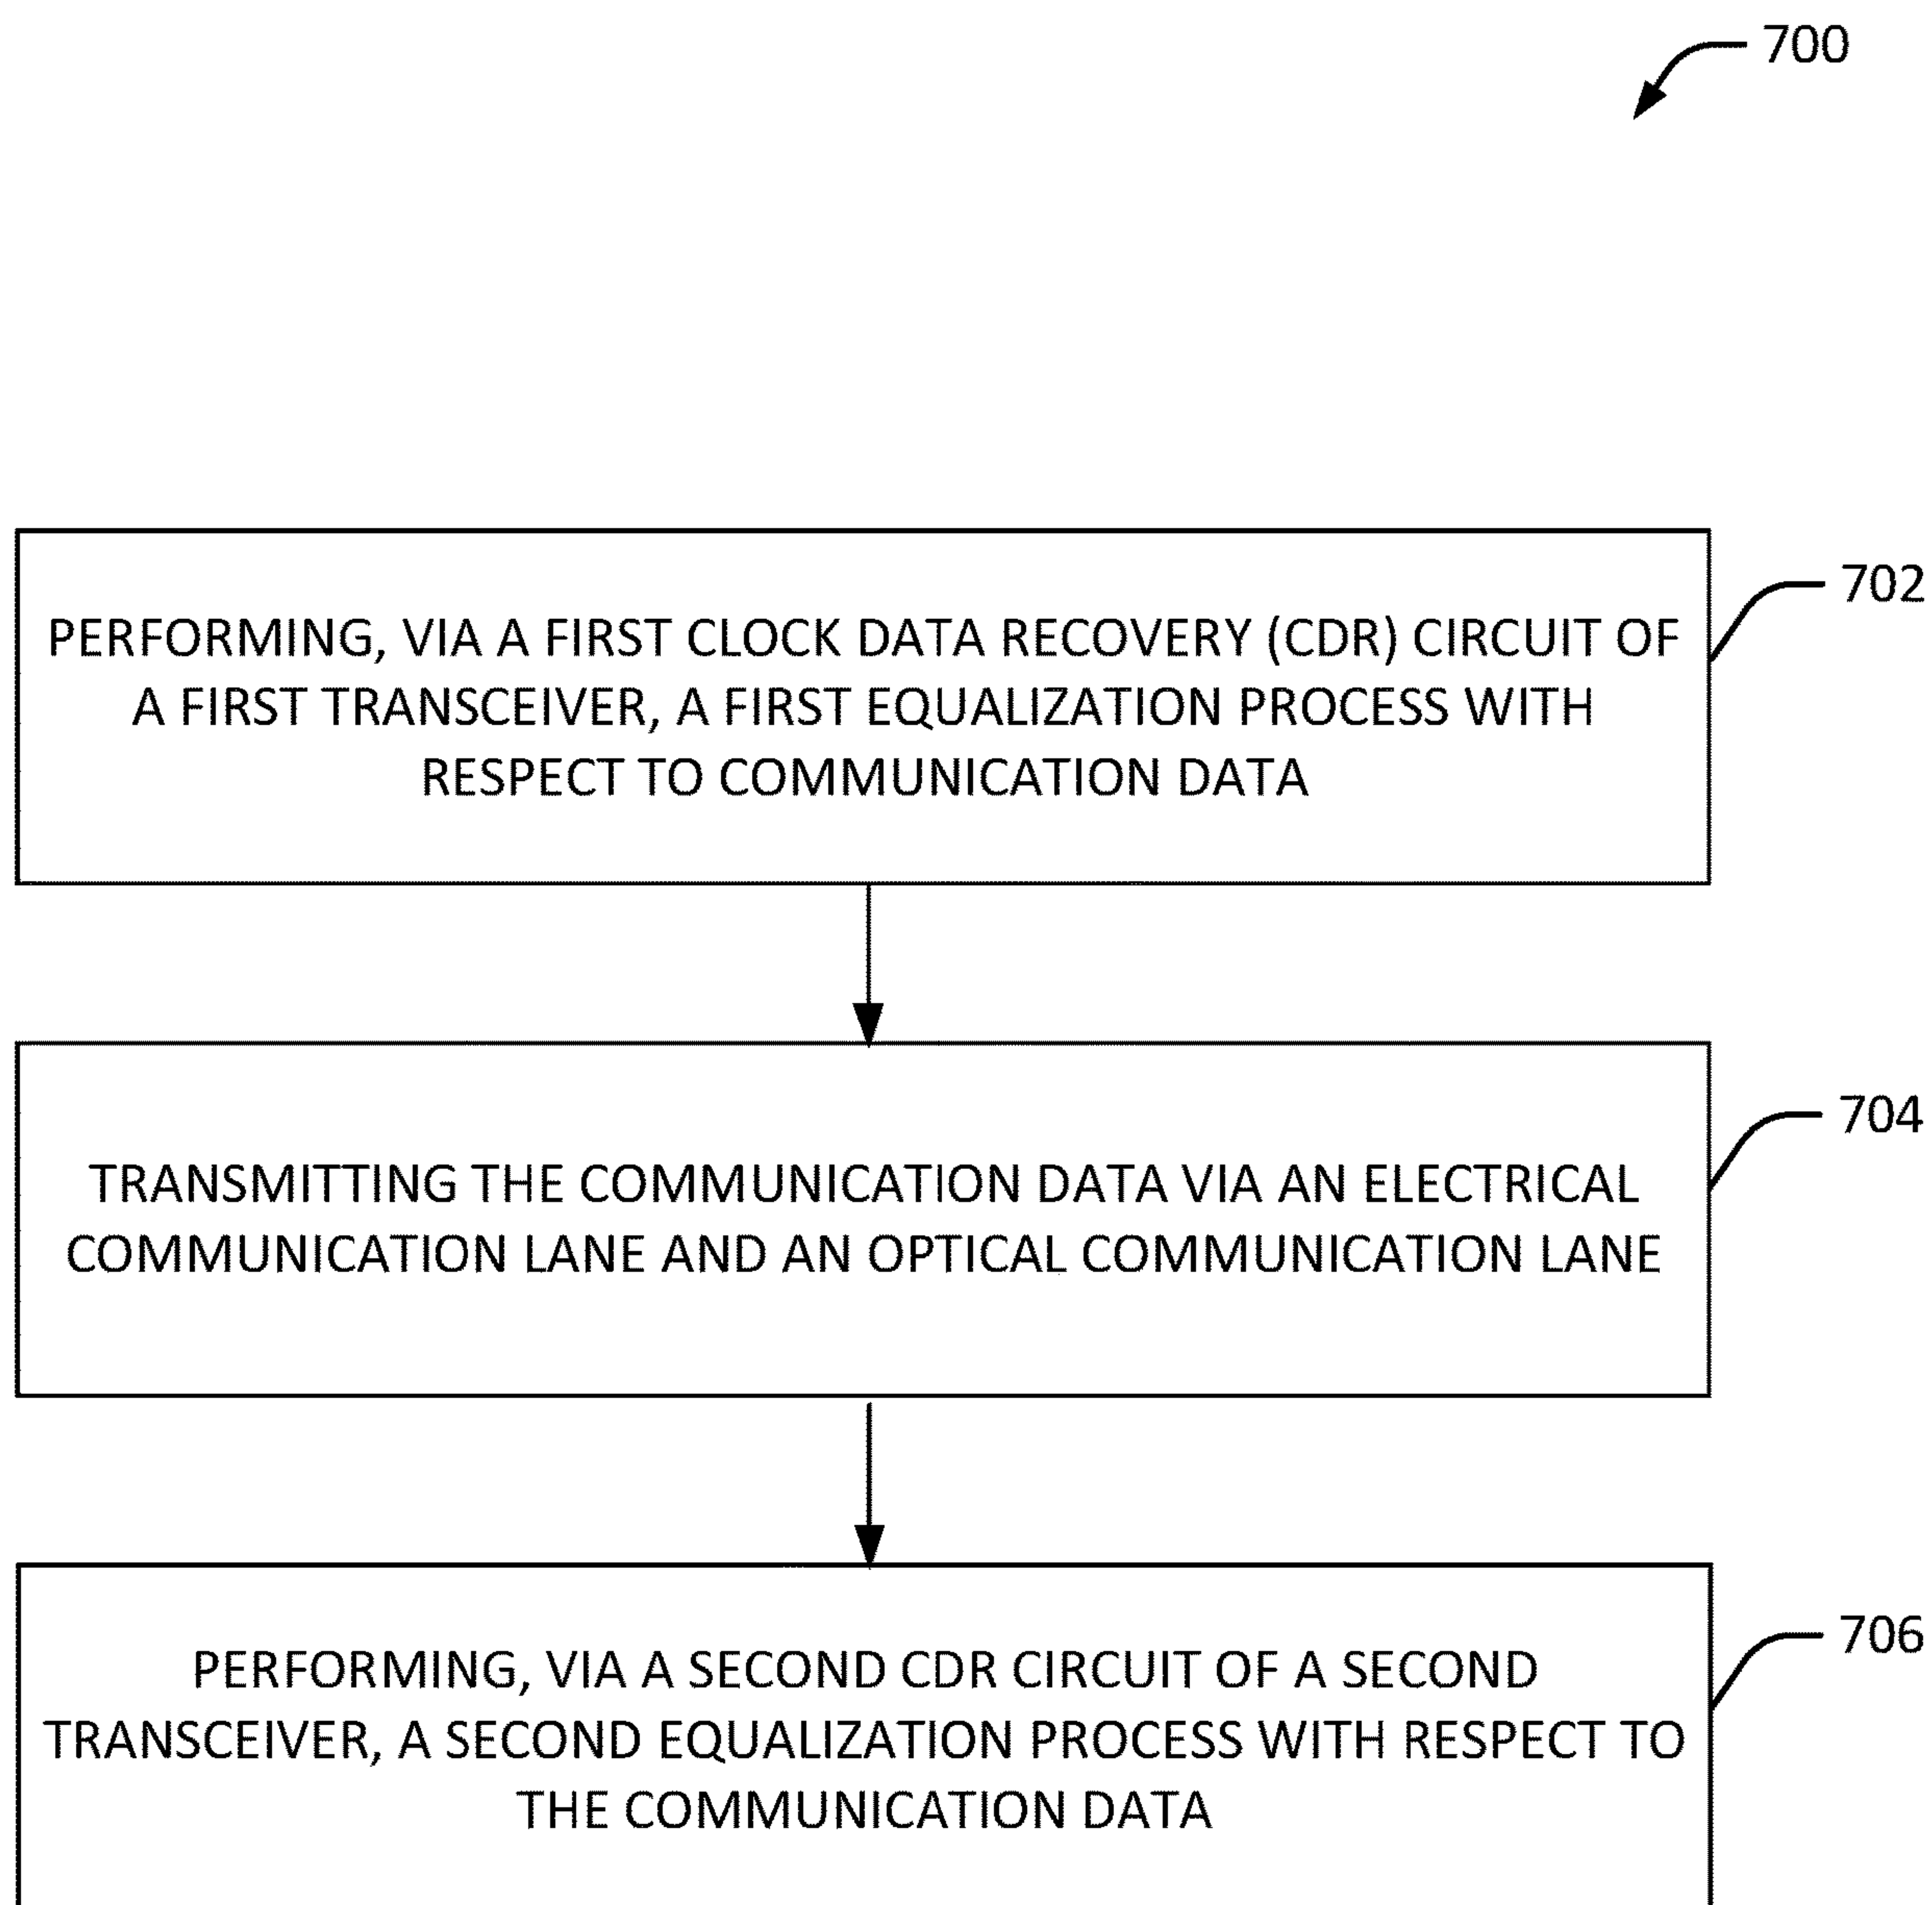 700
PERFORMING, VIA A FIRST CLOCK DATA RECOVERY (CDR) CIRCUIT OF
A FIRST TRANSCEIVER, A FIRST EQUALIZATION PROCESS WITH
RESPECT TO COMMUNICATION DATA
702
TRANSMITTING THE COMMUNICATION DATA VIA AN ELECTRICAL
COMMUNICATION LANE AND AN OPTICAL COMMUNICATION LANE
704
PERFORMING, VIA A SECOND CDR CIRCUIT OF A SECOND
TRANSCEIVER, A SECOND EQUALIZATION PROCESS WITH RESPECT TO
THE COMMUNICATION DATA
706